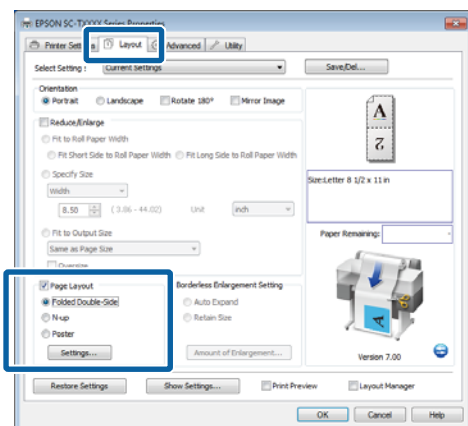 EPSON SC-TXXXX Series Properties
Printer Sett s Layout Advanced Utility
Select Setting : Current Settings Save/Del...
Orientation
Portrait Landscape Rotate 180° Mirror Image
Reduce/Enlarge
Fit to Roll Paper Width
Fit Short Side to Roll Paper Width Fit Long Side to Roll Paper Width
Specify Size
Width
8.50 ( 3.06 - 44.02) Unit inch
Fit to Output Size
Same as Page Size
Oversize
Page Layout
Folded Double-Side
N-up
Poster
Settings...
Borderless Enlargement Setting
Auto Expand
Retain Size
Amount of Enlargement...
A
Size:Letter 8 1/2 x 11 in
Paper Remaining:
A
Version 7.00
Restore Settings Show Settings... Print Preview Layout Manager
OK Cancel Help